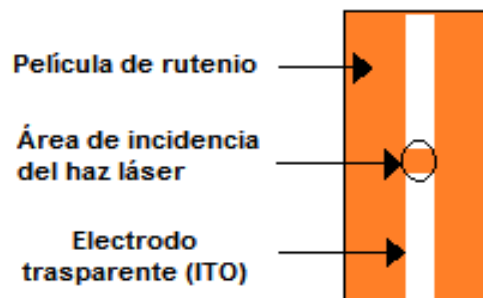 Película de rutenio
Área de incidencia
del haz láser
Electrodo
trasparente (ITO)